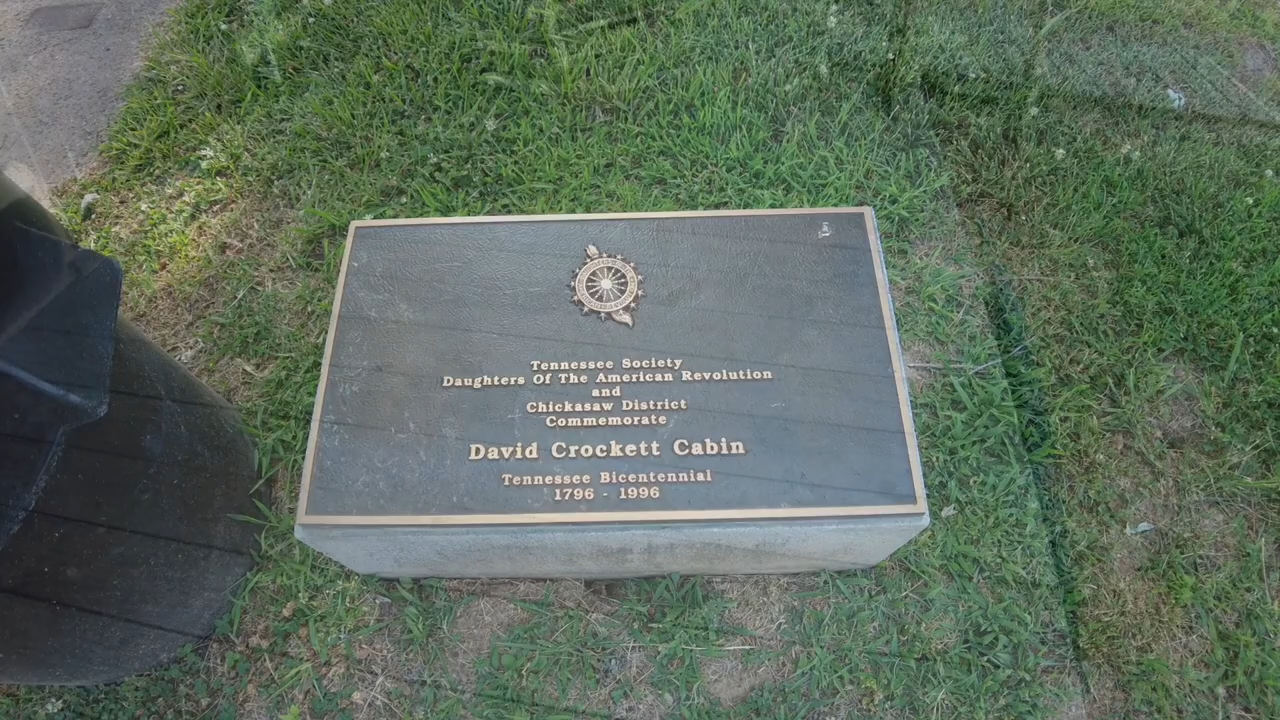 Tennessee Society
Daughters Of The American Revolution
and
Chickasaw District
Commemorate
David Crockett Cabin
Tennessee Bicentennial
1796 - 1996